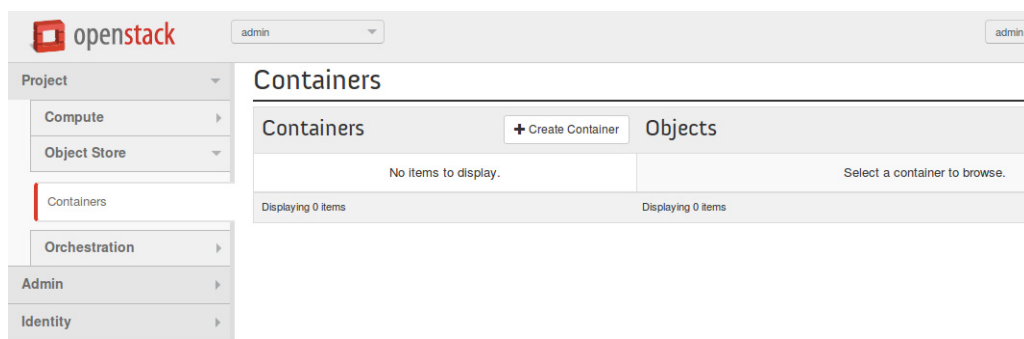 openstack
admin
admin
Project
Compute
Object Store
Containers
Orchestration
Admin
Identity
Containers
Containers
+ Create Container
Objects
No items to display.
Select a container to browse.
Displaying 0 items
Displaying 0 items